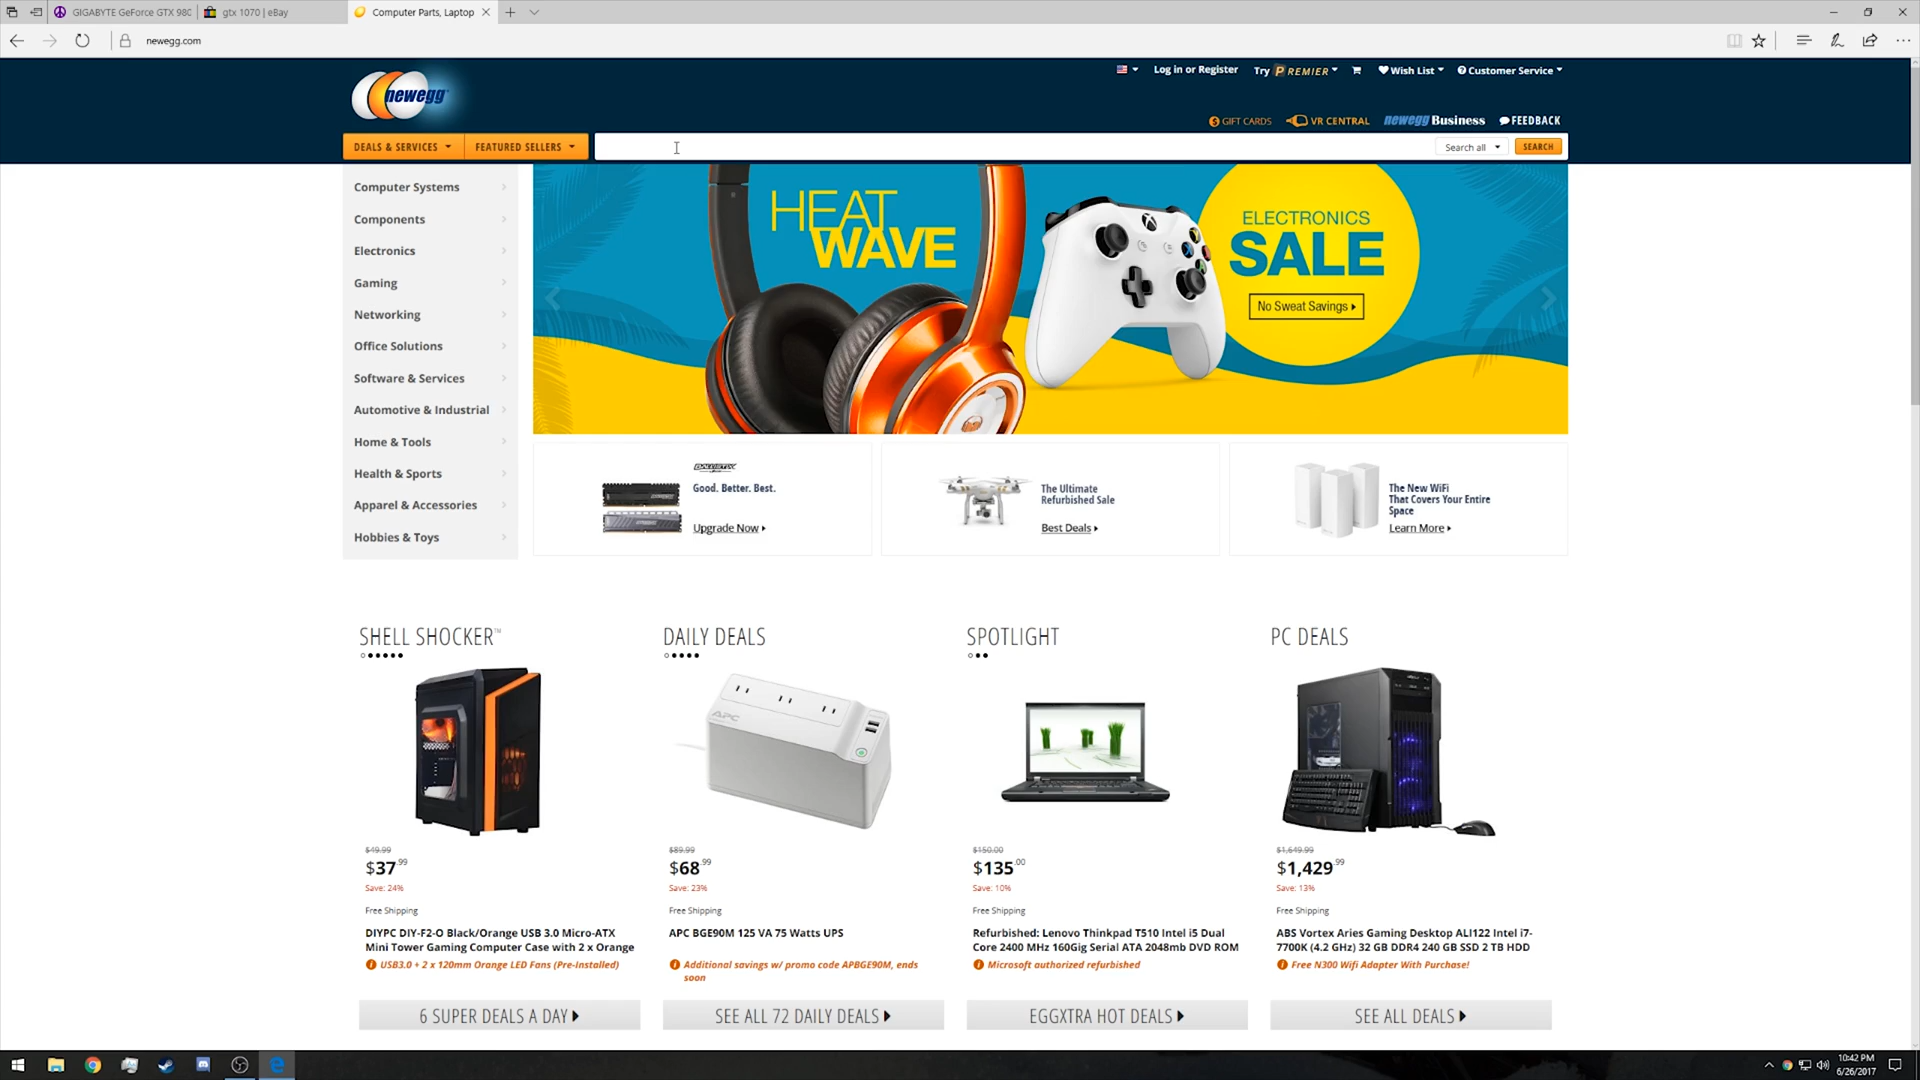 GIGABYTE GeForce GTX 980
gtx 1070 | eBay
Computer Parts, Laptop
newegg.com
Log in or Register
Try PREMIER
Wish List
Customer Service
newegg
GIFT CARDS
VR CENTRAL
newegg Business
FEEDBACK
DEALS & SERVICES
FEATURED SELLERS
Search all
SEARCH
Computer Systems
Components
Electronics
Gaming
Networking
Office Solutions
Software & Services
Automotive & Industrial
Home & Tools
Health & Sports
Apparel & Accessories
Hobbies & Toys
HEAT
WAVE
ELECTRONICS
SALE
No Sweat Savings
BALLISTIX
Good. Better. Best.
Upgrade Now
The Ultimate
Refurbished Sale
Best Deals
The New WiFi
That Covers Your Entire
Space
Learn More
SHELL SHOCKER™
$49.99
$37.99
Save: 24%
Free Shipping
DIYPC DIY-F2-O Black/Orange USB 3.0 Micro-ATX
Mini Tower Gaming Computer Case with 2 x Orange
USB3.0 + 2 x 120mm Orange LED Fans (Pre-Installed)
6 SUPER DEALS A DAY
DAILY DEALS
APC
$89.99
$68.99
Save: 23%
Free Shipping
APC BGE90M 125 VA 75 Watts UPS
Additional savings w/ promo code APBGE90M, ends
soon
SEE ALL 72 DAILY DEALS
SPOTLIGHT
$150.00
$135.00
Save: 10%
Free Shipping
Refurbished: Lenovo Thinkpad T510 Intel i5 Dual
Core 2400 MHz 160Gig Serial ATA 2048mb DVD ROM
Microsoft authorized refurbished
EGGXTRA HOT DEALS
PC DEALS
$1,649.99
$1,429.99
Save: 13%
Free Shipping
ABS Vortex Aries Gaming Desktop ALI122 Intel i7-
7700K (4.2 GHz) 32 GB DDR4 240 GB SSD 2 TB HDD
Free N300 Wifi Adapter With Purchase!
SEE ALL DEALS
10:42 PM
6/26/2017